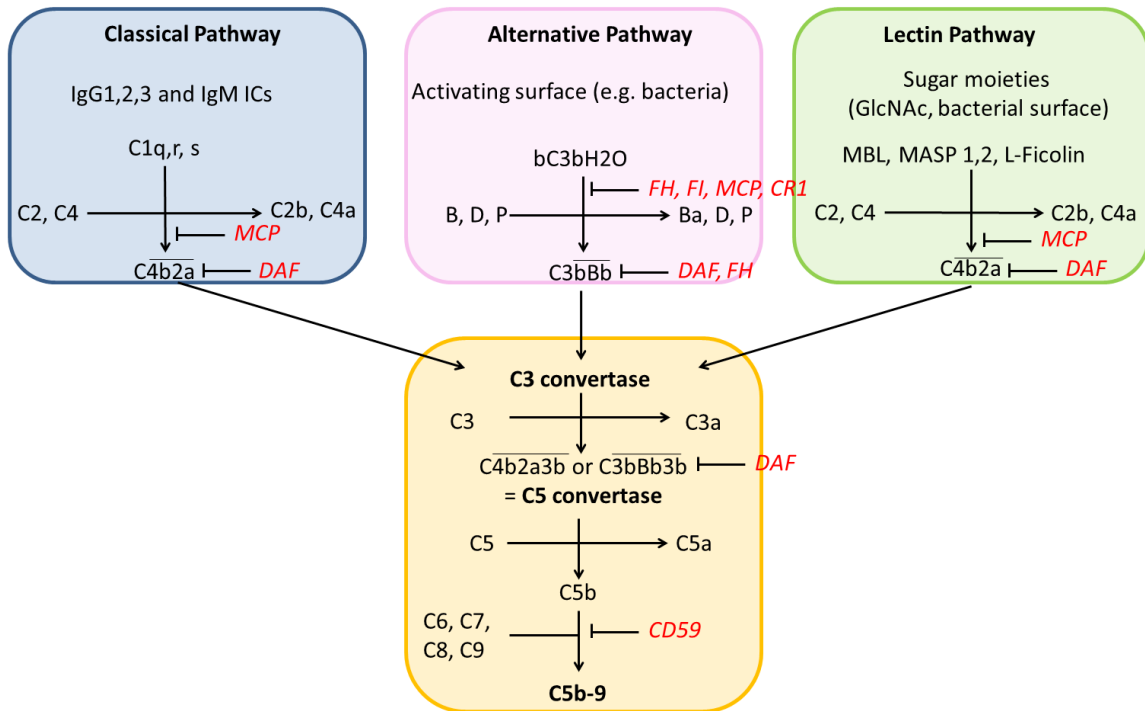 Classical Pathway
IgG1,2,3 and IgM ICs
C1q,r, s
C2, C4
C2b, C4a
MCP
C4b2a
DAF
Alternative Pathway
Activating surface (e.g. bacteria)
bC3bH2O
FH, FI, MCP, CR1
B, D, P
Ba, D, P
C3bBb
DAF, FH
Lectin Pathway
Sugar moieties
(GlcNAc, bacterial surface)
MBL, MASP 1,2, L-Ficolin
C2, C4
C2b, C4a
MCP
C4b2a
DAF
C3 convertase
C3
C3a
C4b2a3b or C3bBb3b
DAF
= C5 convertase
C5
C5a
C5b
C6, C7,
C8, C9
CD59
C5b-9